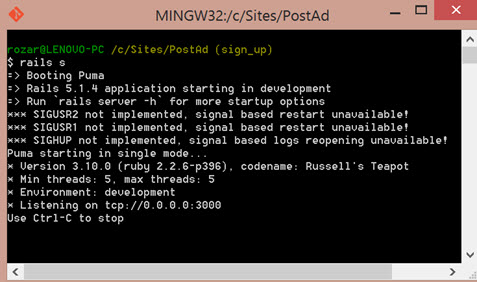 MINGW32:/c/Sites/PostAd
rozar@LENOVO-PC /c/Sites/PostAd (sign_up)
$ rails s
=> Booting Puma
=> Rails 5.1.4 application starting in development
=> Run `rails server -h` for more startup options
*** SIGUSR2 not implemented, signal based restart unavailable!
*** SIGUSR1 not implemented, signal based restart unavailable!
*** SIGHUP not implemented, signal based logs reopening unavailable!
Puma starting in single mode...
* Version 3.10.0 (ruby 2.2.6-p396), codename: Russell's Teapot
* Min threads: 5, max threads: 5
* Environment: development
* Listening on tcp://0.0.0.0:3000
Use Ctrl-C to stop